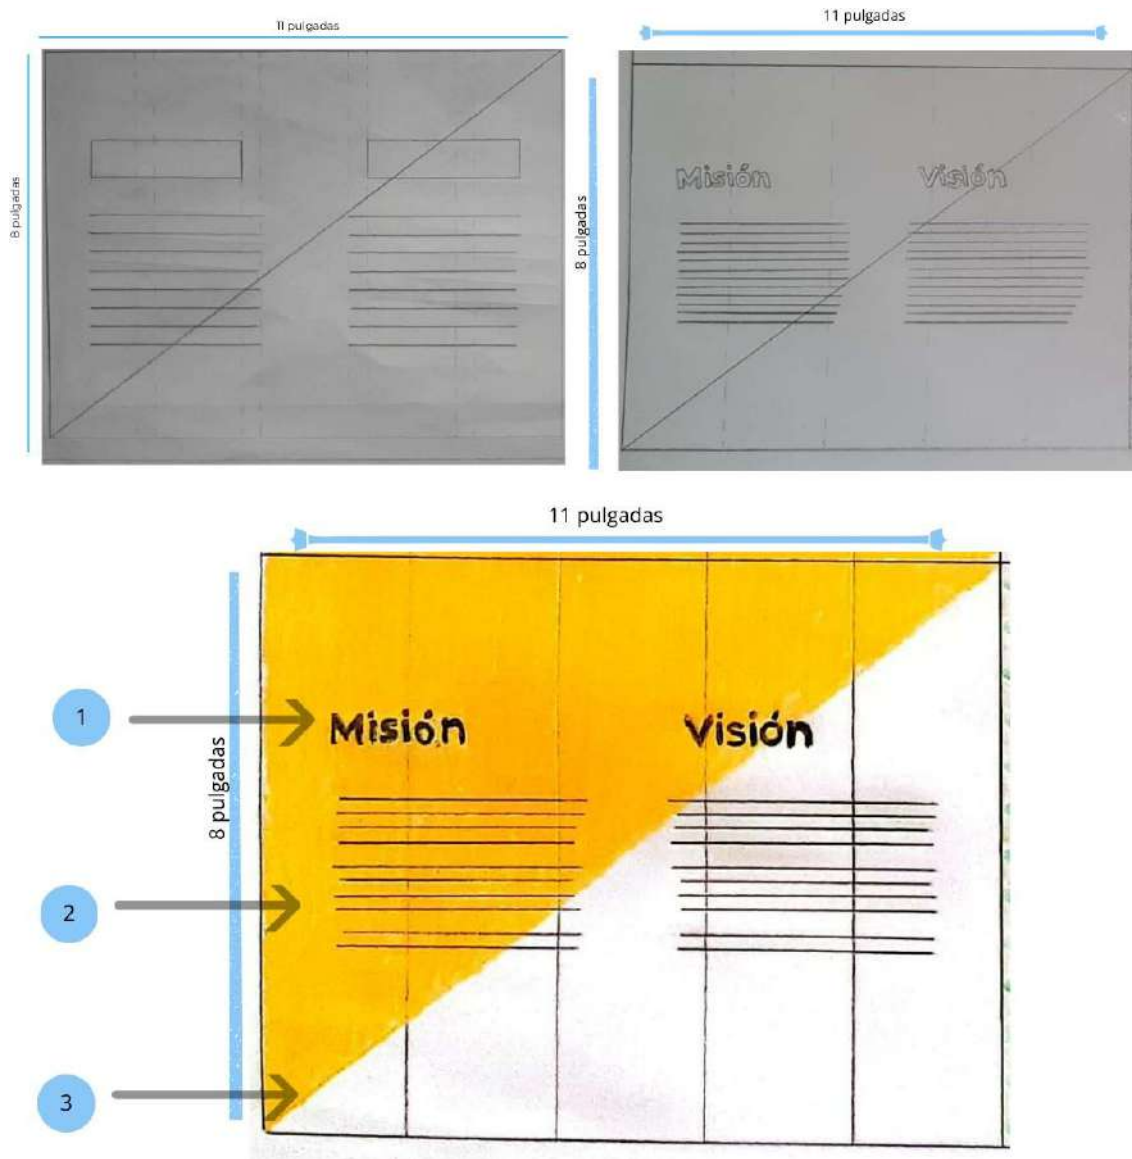 11 pulgadas
8 pulgadas
11 pulgadas
8 pulgadas
Misión
Visión
11 pulgadas
8 pulgadas
1
Misión
Visión
2
3